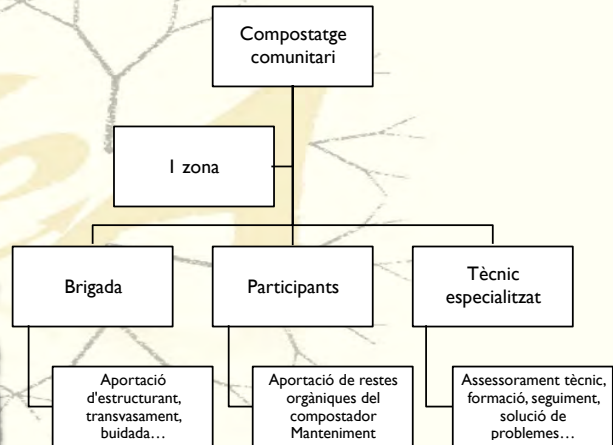 Compostatge
comunitari
1 zona
Brigada
Participants
Tècnic
especialitzat
Aportació
d'estructurant,
transvasament,
buidada…
Aportació de restes
orgàniques del
compostador
Manteniment
Assessorament tècnic,
formació, seguiment,
solució de
problemes…